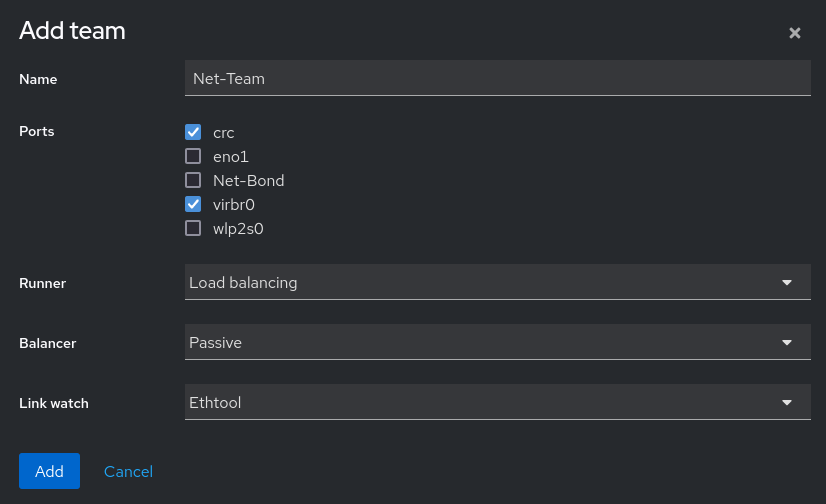 Add team
Name Net-Team
Ports crc
eno1
Net-Bond
virbr0
wlp2s0
Runner Load balancing
Balancer Passive
Link watch Ethtool
Add Cancel